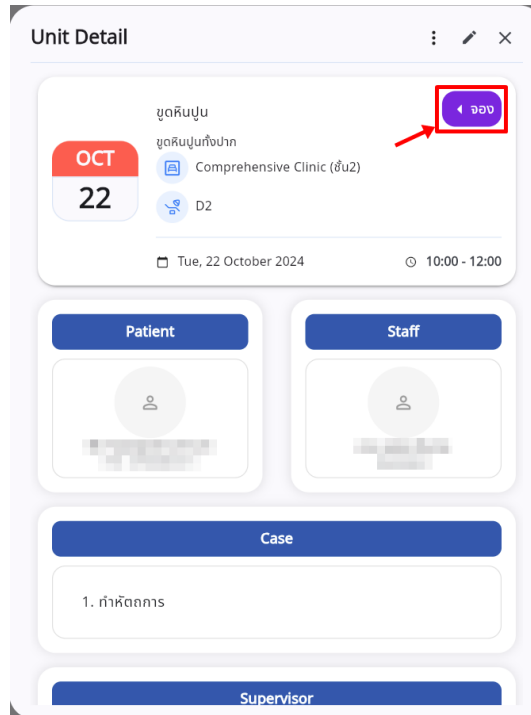 Unit Detail
ขูดหินปูน
จอง
ขูดหินปูนทั้งปาก
OCT
22
Comprehensive Clinic (ชั้น2)
D2
Tue, 22 October 2024
10:00 - 12:00
Patient
Staff
Case
1. ทำหัตถการ
Supervisor